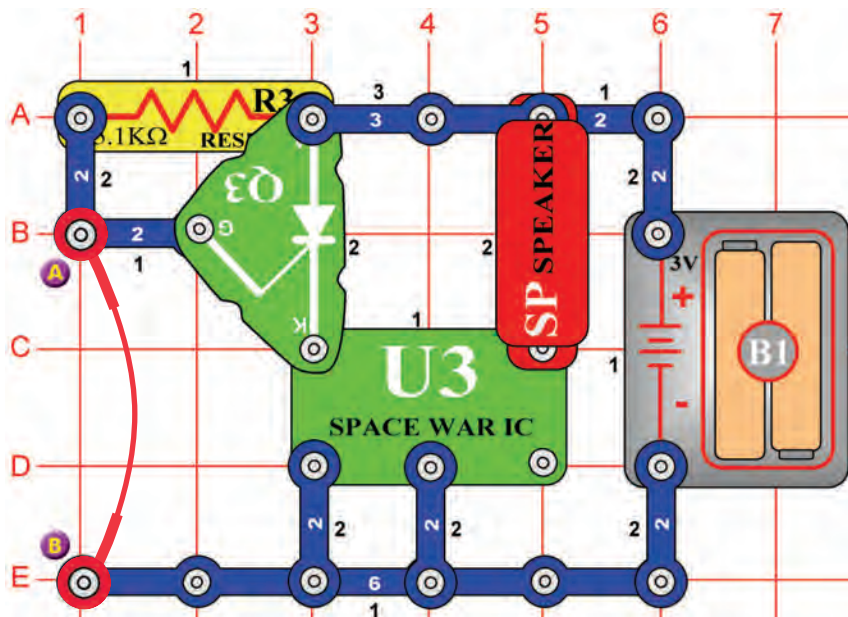 1 2 3 4 5 6 7
1 3 1
A R3 3 2
.1KΩ RES
2 2 Q3 2 2
SP SPEAKER
B 2 G 3V
1 2 2
A +
K 1 1 B1
C U3
SPACE WAR IC
-
D
2 2 2 2 2 2
B
E 6
1